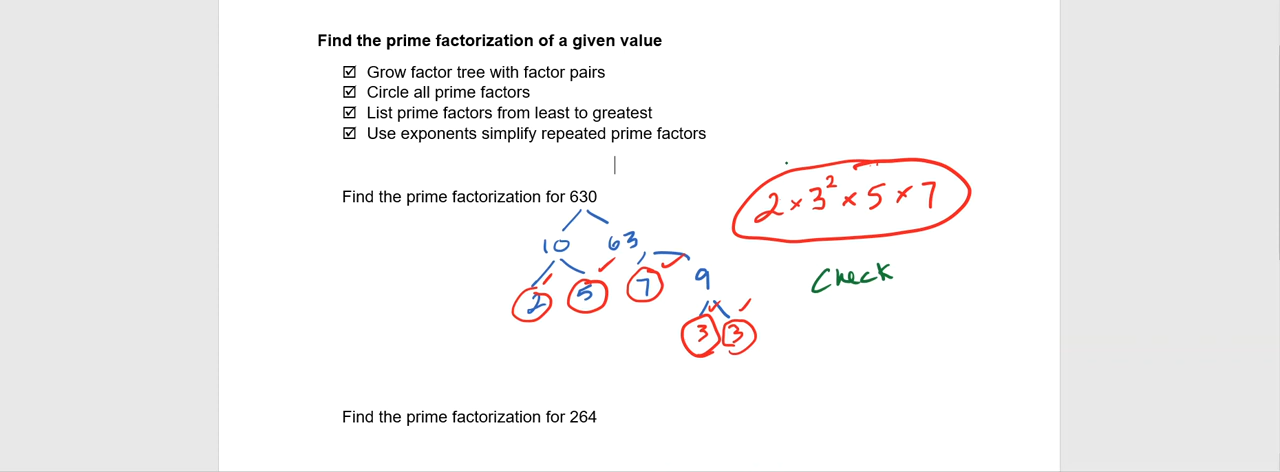 Find the prime factorization of a given value
☑ Grow factor tree with factor pairs
☑ Circle all prime factors
☑ List prime factors from least to greatest
☑ Use exponents simplify repeated prime factors
Find the prime factorization for 630
2 × 3² × 5 × 7
10 63
2 5 7 9
3 3
Check
Find the prime factorization for 264